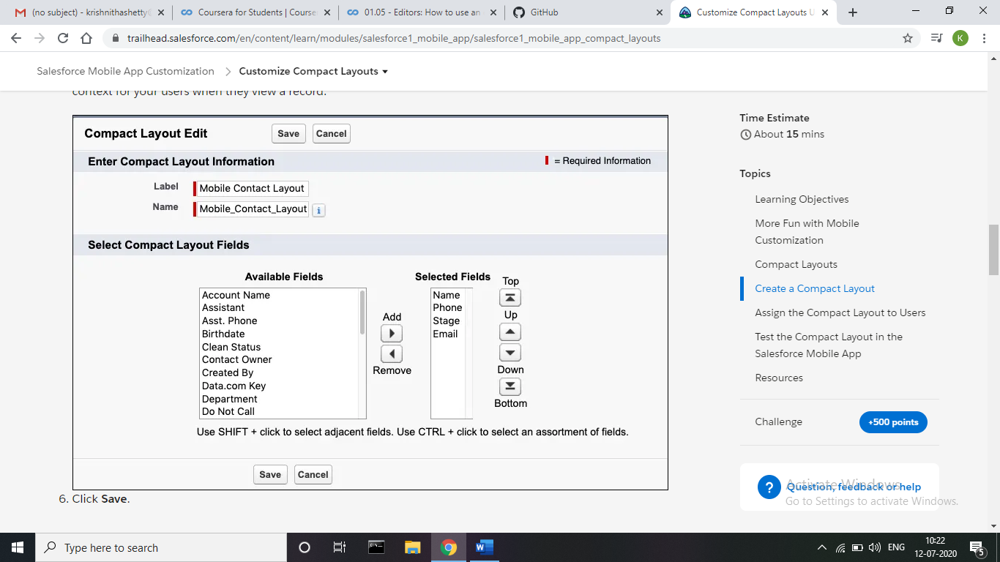 (no subject) - krishnithashetty
Coursera for Students | Course
01.05 - Editors: How to use an
GitHub
Customize Compact Layouts U
trailhead.salesforce.com/en/content/learn/modules/salesforce1_mobile_app/salesforce1_mobile_app_compact_layouts
K
Salesforce Mobile App Customization > Customize Compact Layouts
context for your users when they view a record.
Compact Layout Edit
Save
Cancel
Enter Compact Layout Information
= Required Information
Label
Mobile Contact Layout
Name
Mobile_Contact_Layout
i
Select Compact Layout Fields
Available Fields
Account Name
Assistant
Asst. Phone
Birthdate
Clean Status
Contact Owner
Created By
Data.com Key
Department
Do Not Call
Add
Remove
Selected Fields
Name
Phone
Stage
Email
Top
Up
Down
Bottom
Use SHIFT + click to select adjacent fields. Use CTRL + click to select an assortment of fields.
Save
Cancel
6. Click Save.
Time Estimate
About 15 mins
Topics
Learning Objectives
More Fun with Mobile
Customization
Compact Layouts
Create a Compact Layout
Assign the Compact Layout to Users
Test the Compact Layout in the
Salesforce Mobile App
Resources
Challenge
+500 points
? Question, feedback or help
Activate Windows
Go to Settings to activate Windows.
Type here to search
ENG
10:22
12-07-2020
5